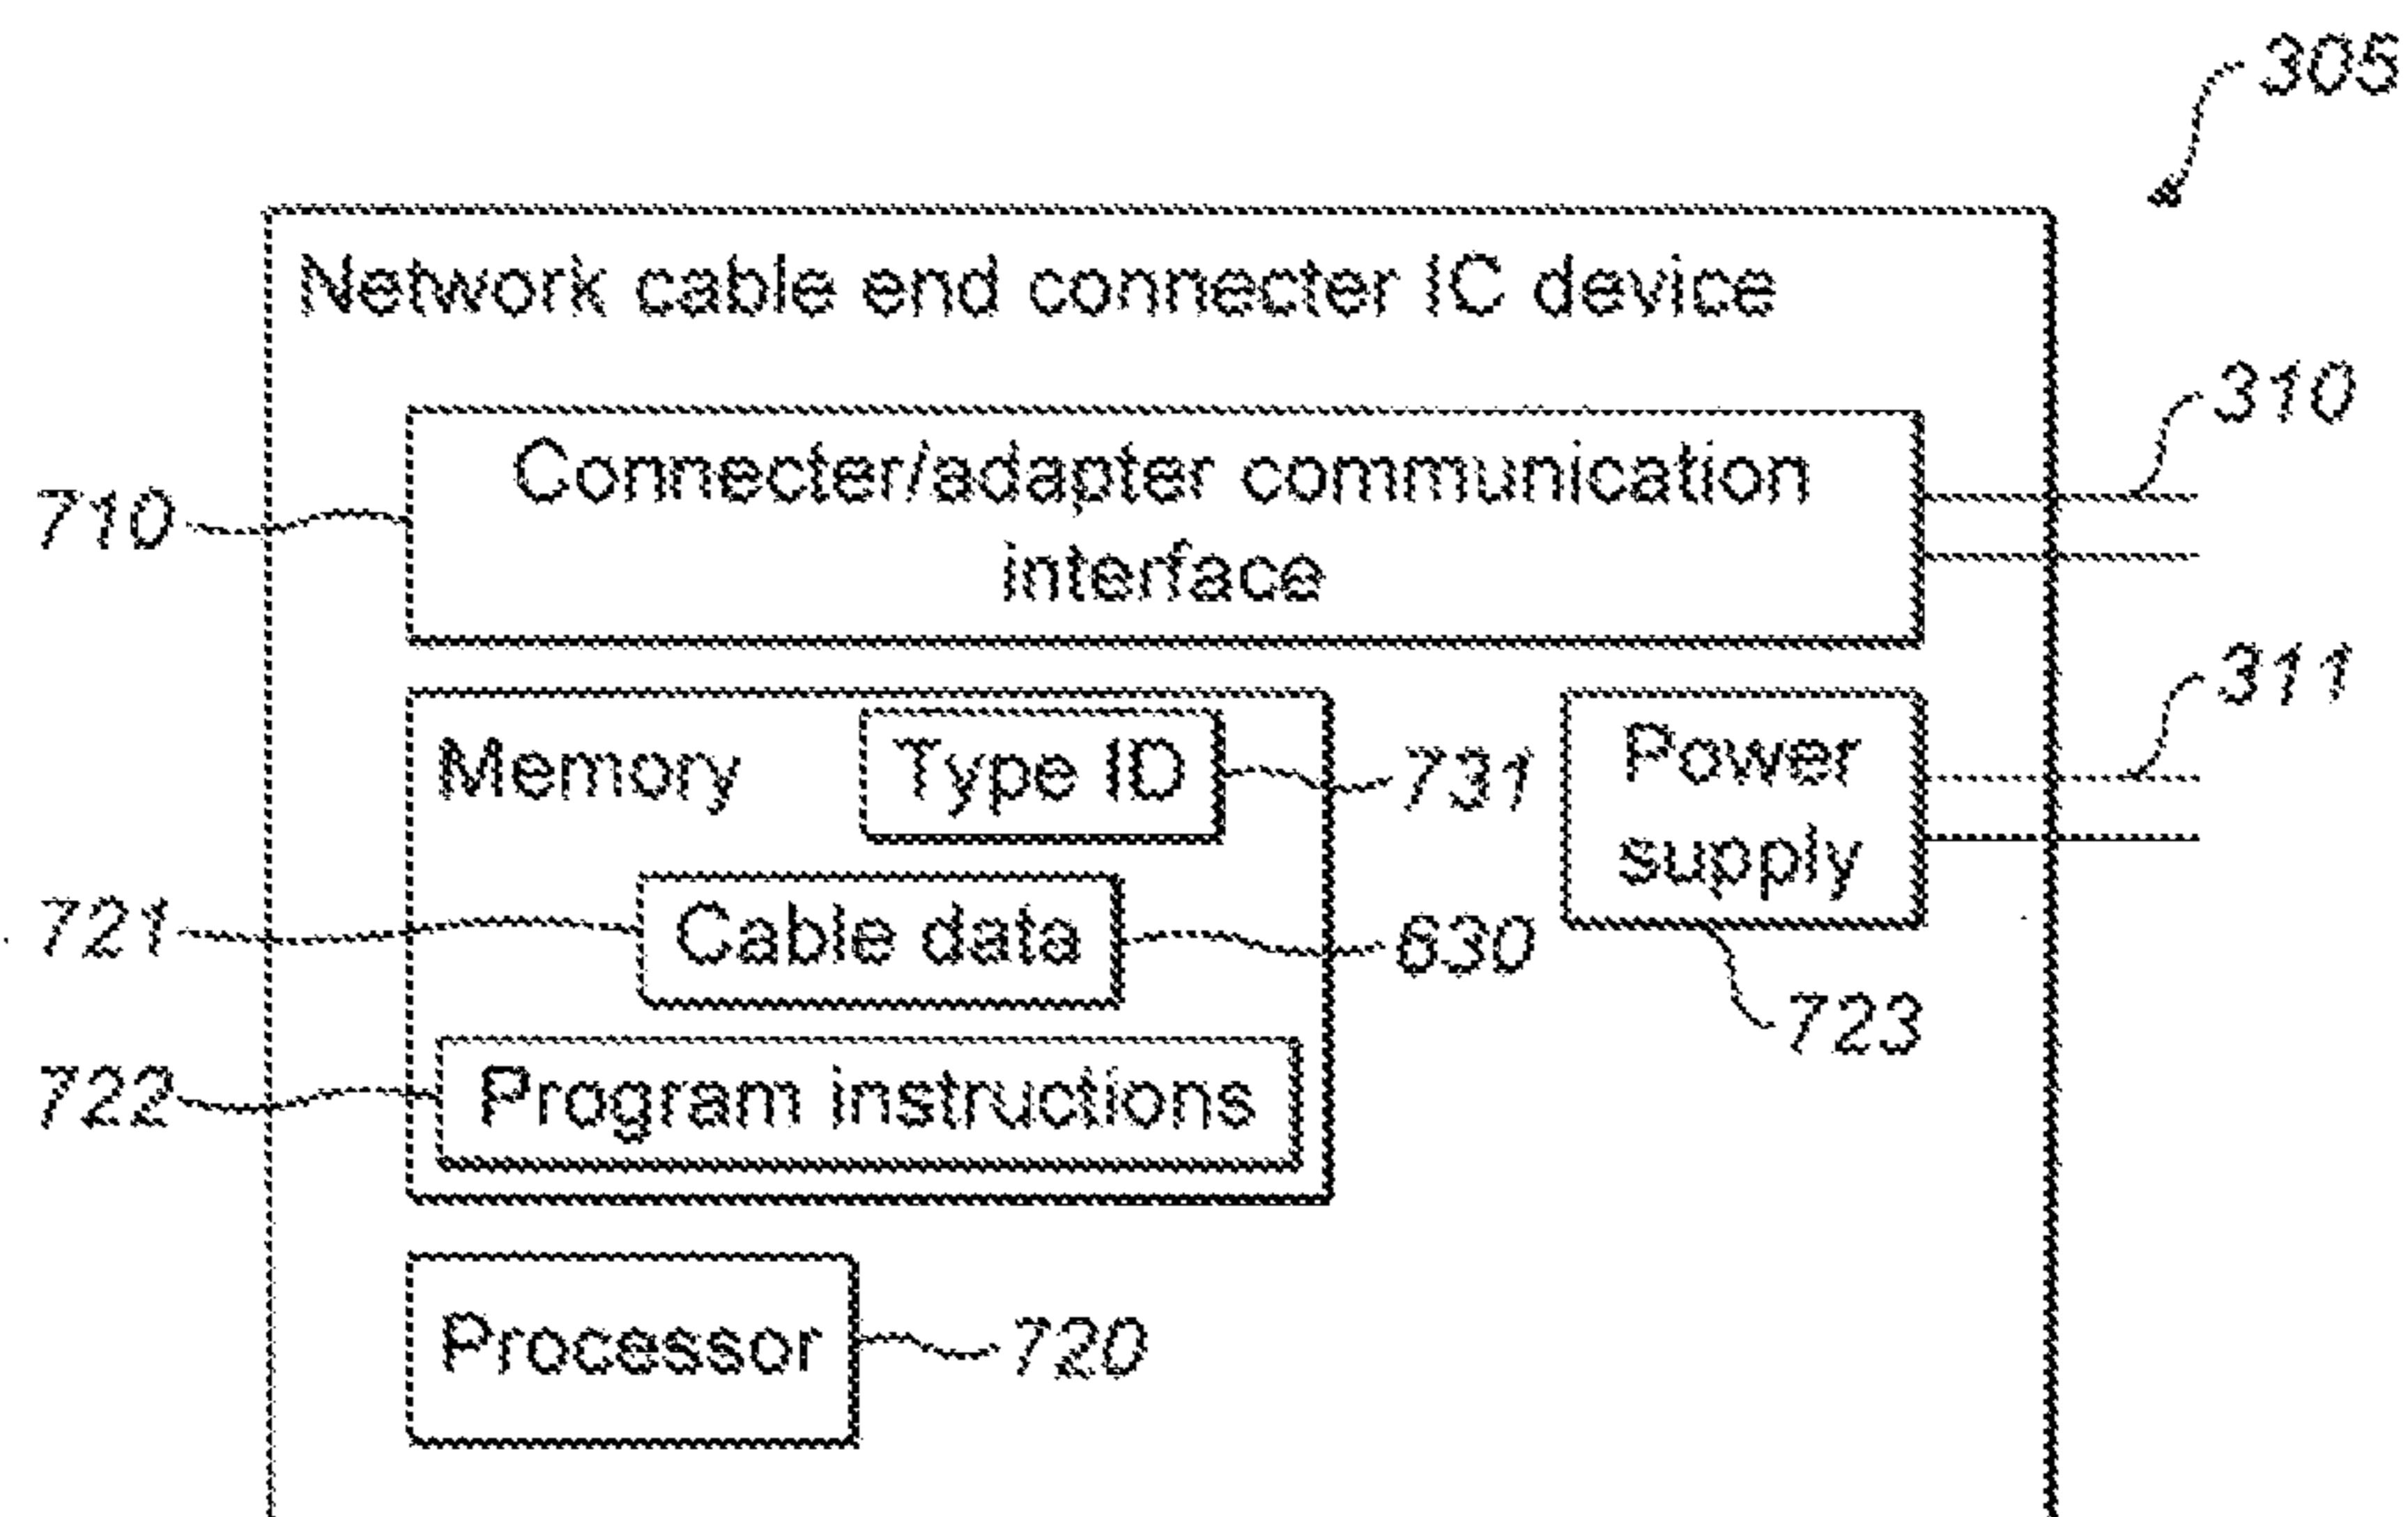 305
Network cable end connecter IC device
310
Connecter/adapter communication
710
interface
311
Memory
Type ID
731
Power
supply
721
Cable data
630
723
722
Program instructions
Processor
720